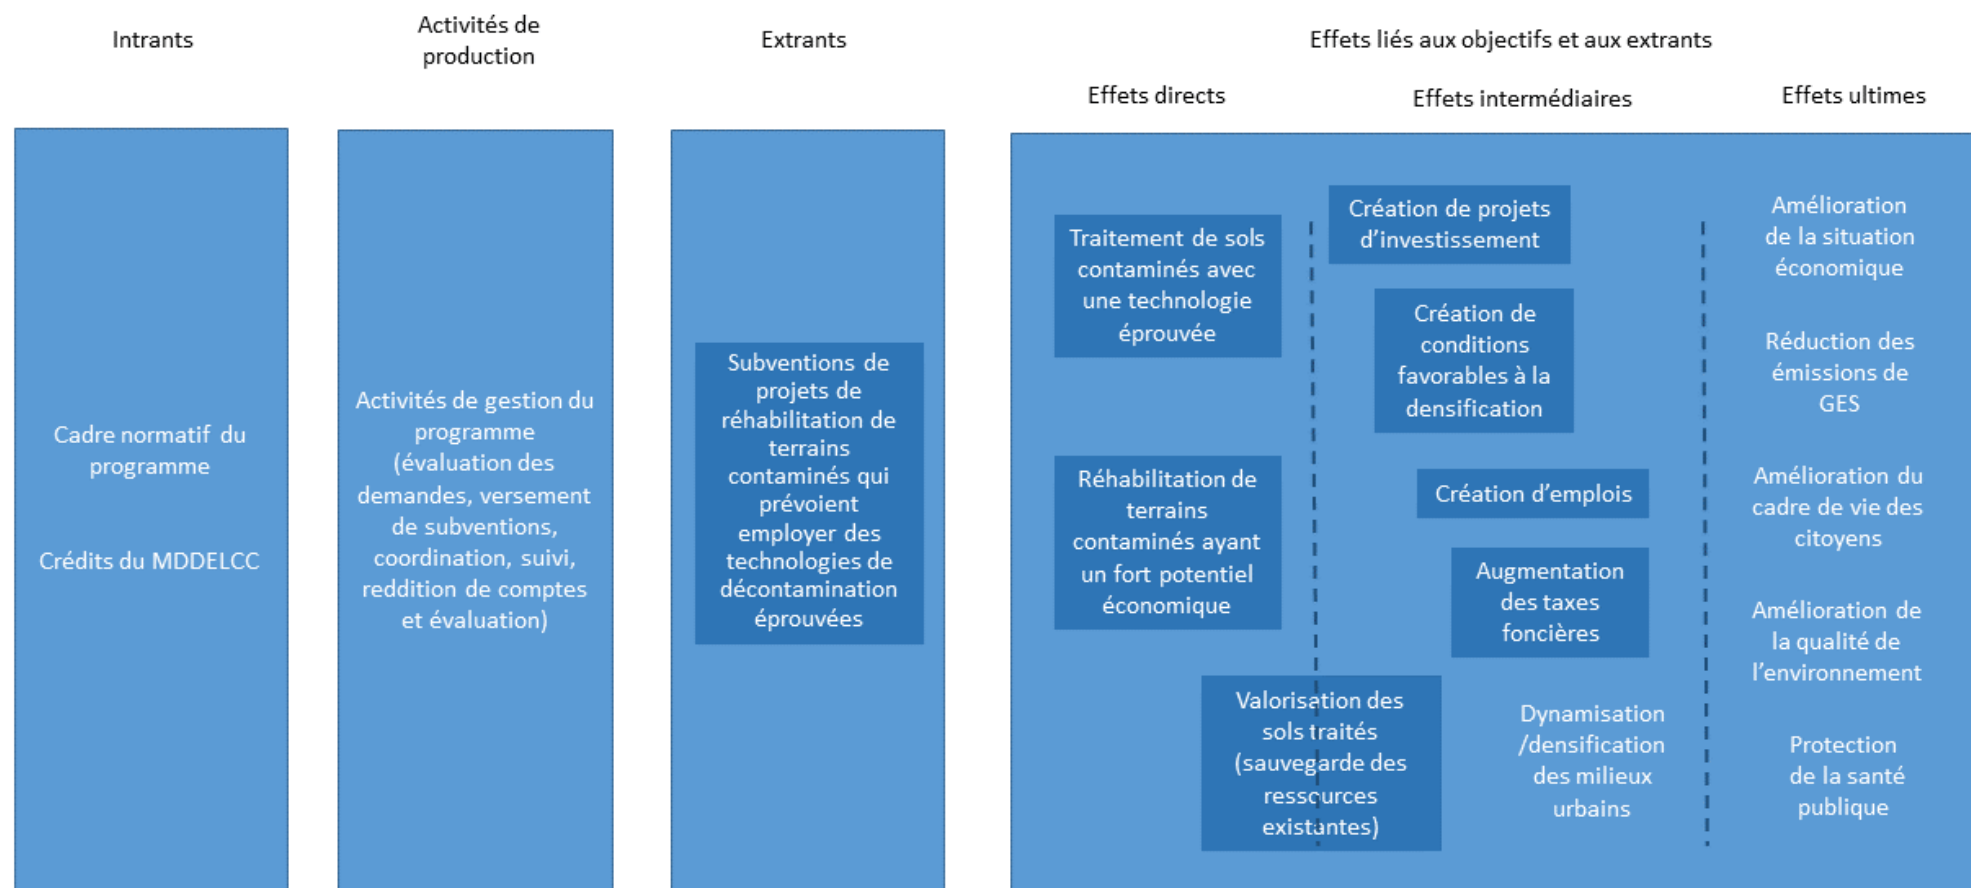 Intrants
Activités de
production
Extrants
Effets liés aux objectifs et aux extrants
Effets directs
Effets intermédiaires
Effets ultimes
Cadre normatif du
programme
Crédits du MDDELCC
Activités de gestion du
programme
(évaluation des
demandes, versement
de subventions,
coordination, suivi,
reddition de comptes
et évaluation)
Subventions de
projets de
réhabilitation de
terrains
contaminés qui
prévoient
employer des
technologies de
décontamination
éprouvées
Traitement de sols
contaminés avec
une technologie
éprouvée
Réhabilitation de
terrains
contaminés ayant
un fort potentiel
économique
Valorisation des
sols traités
(sauvegarde des
ressources
existantes)
Création de projets
d’investissement
Création de
conditions
favorables à la
densification
Création d’emplois
Augmentation
des taxes
foncières
Dynamisation
/densification
des milieux
urbains
Amélioration
de la situation
économique
Réduction des
émissions de
GES
Amélioration du
cadre de vie des
citoyens
Amélioration de
la qualité de
l’environnement
Protection
de la santé
publique